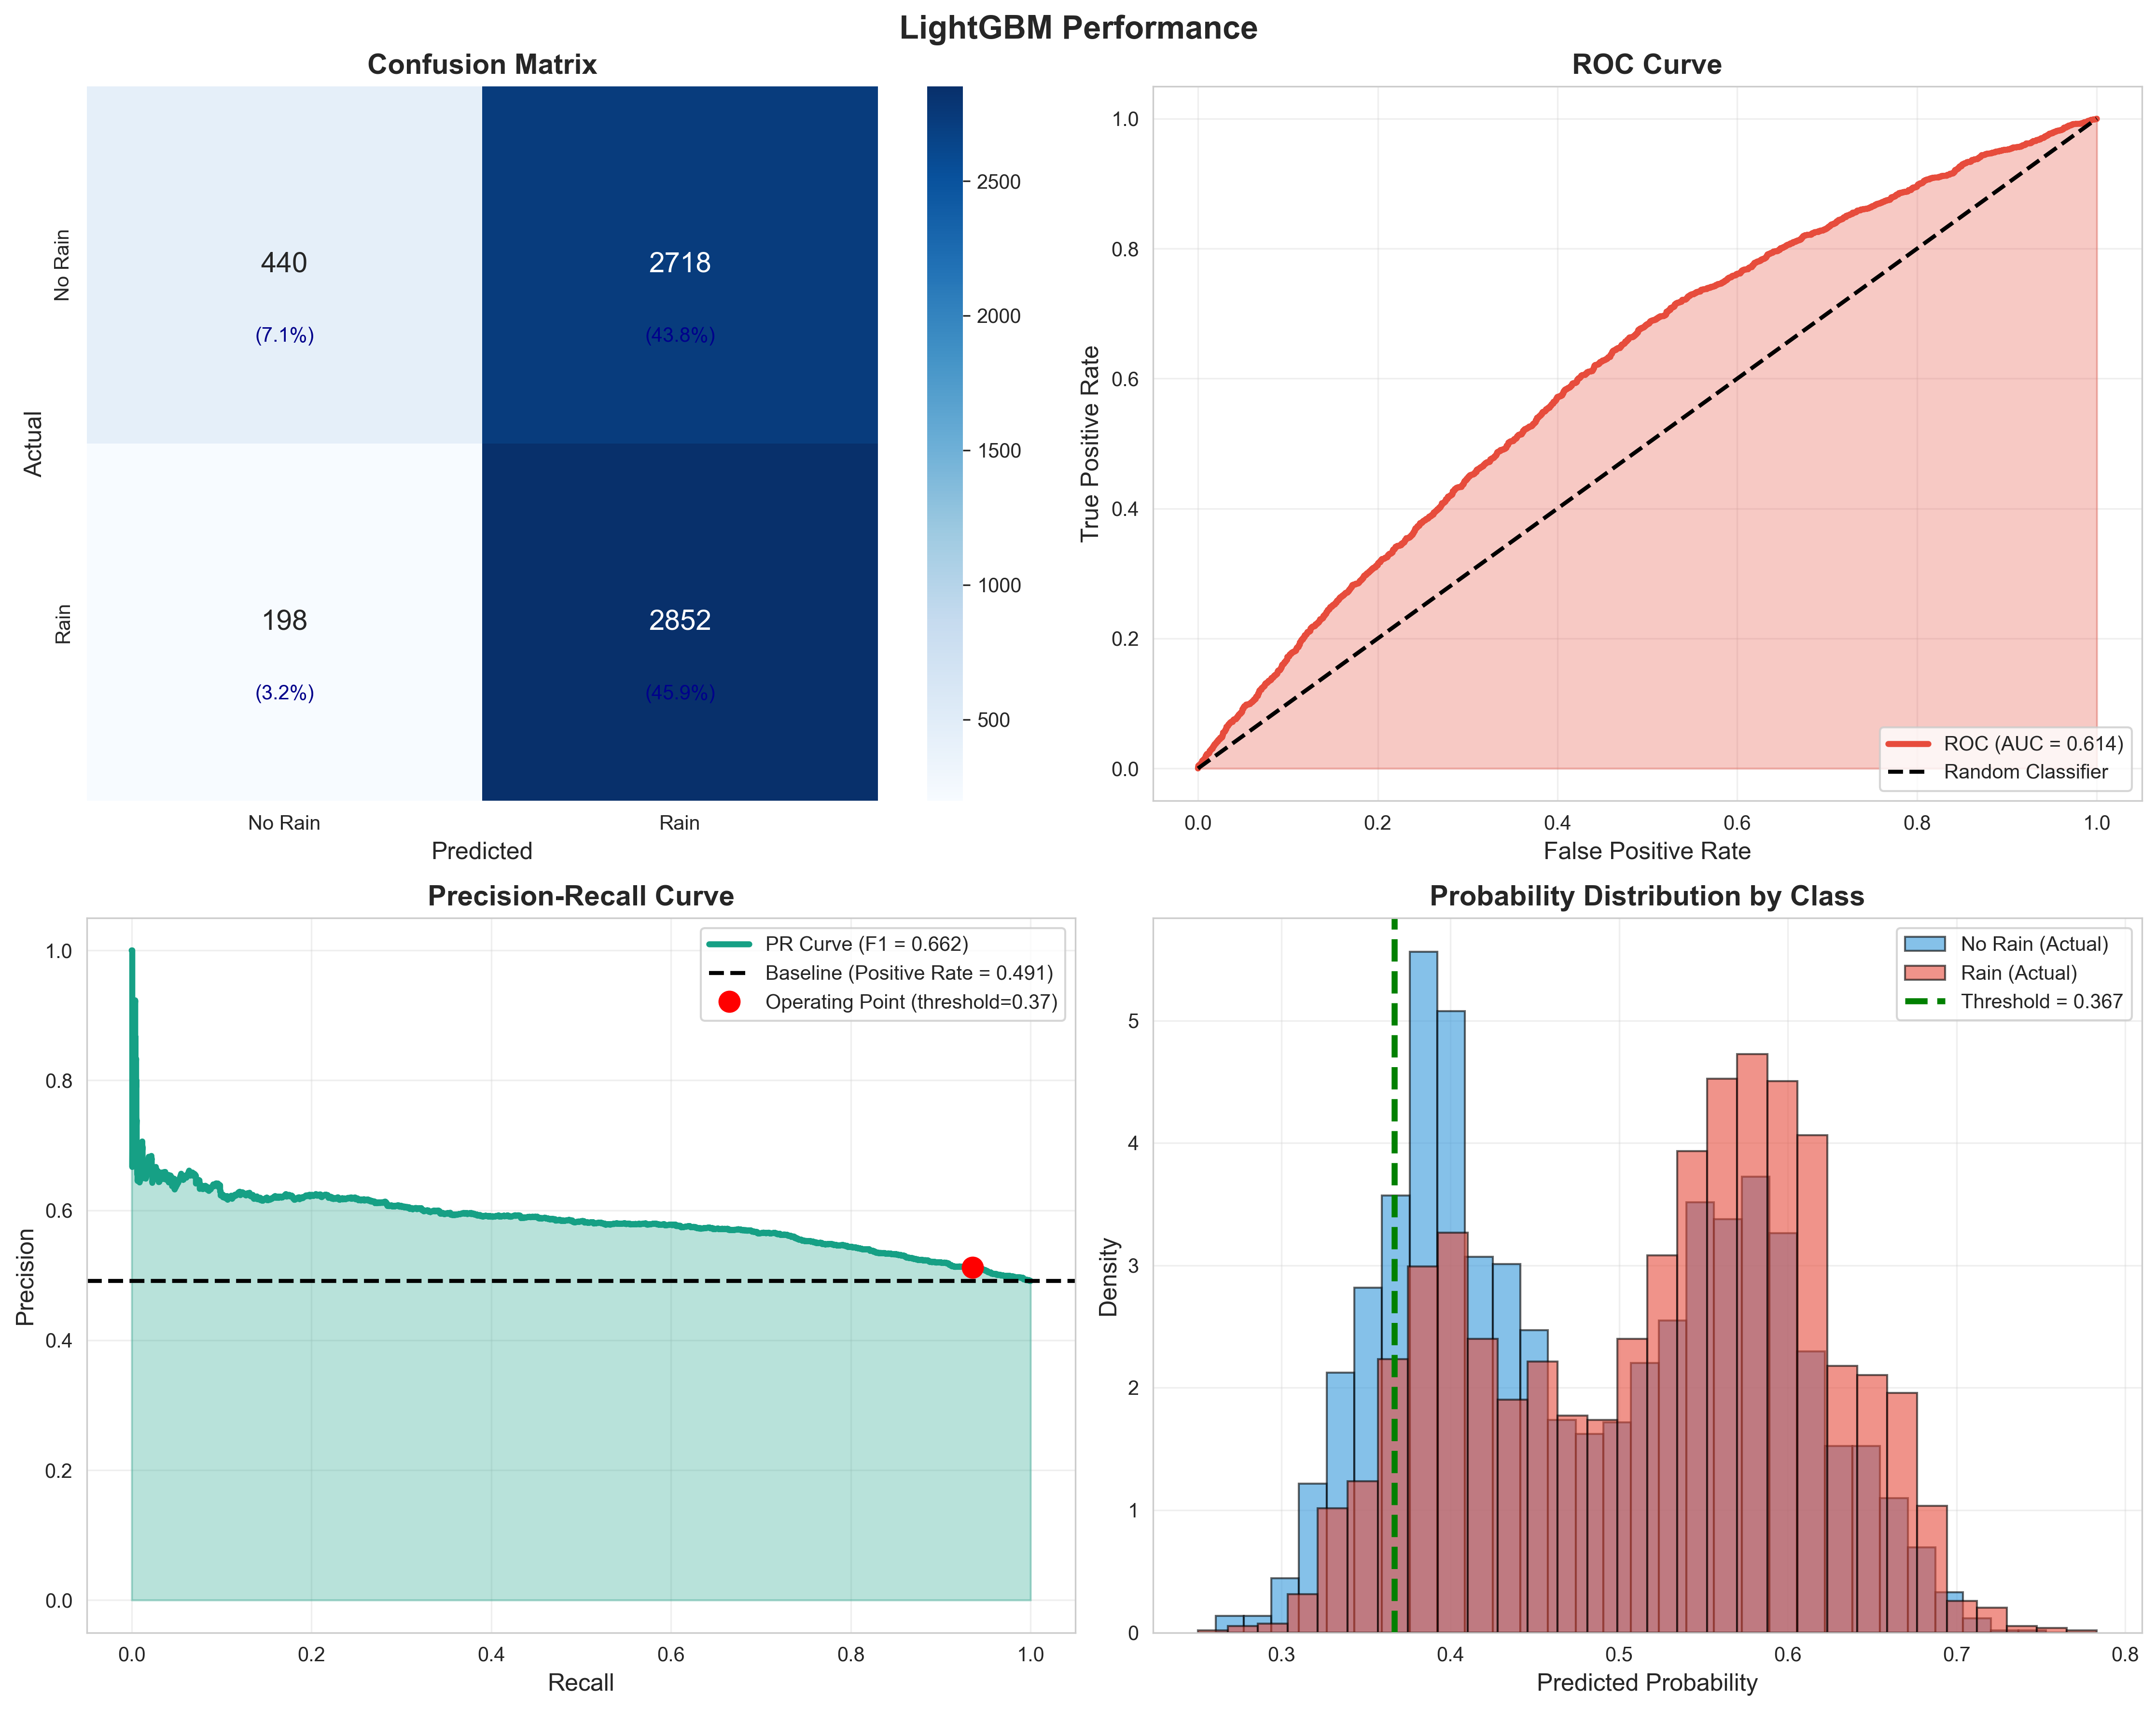 LightGBM Performance
Confusion Matrix
440
2718
(7.1%)
(43.8%)
198
2852
(3.2%)
(45.9%)
No Rain
Rain
Actual
No Rain
Rain
Predicted
2500
2000
1500
1000
500
ROC Curve
1.0
0.8
0.6
0.4
0.2
0.0
True Positive Rate
ROC (AUC = 0.614)
Random Classifier
0.0
0.2
0.4
0.6
0.8
1.0
False Positive Rate
Precision-Recall Curve
PR Curve (F1 = 0.662)
Baseline (Positive Rate = 0.491)
Operating Point (threshold=0.37)
1.0
0.8
0.6
0.4
0.2
0.0
Precision
0.0
0.2
0.4
0.6
0.8
1.0
Recall
Probability Distribution by Class
No Rain (Actual)
Rain (Actual)
Threshold = 0.367
5
4
3
2
1
0
Density
0.3
0.4
0.5
0.6
0.7
0.8
Predicted Probability